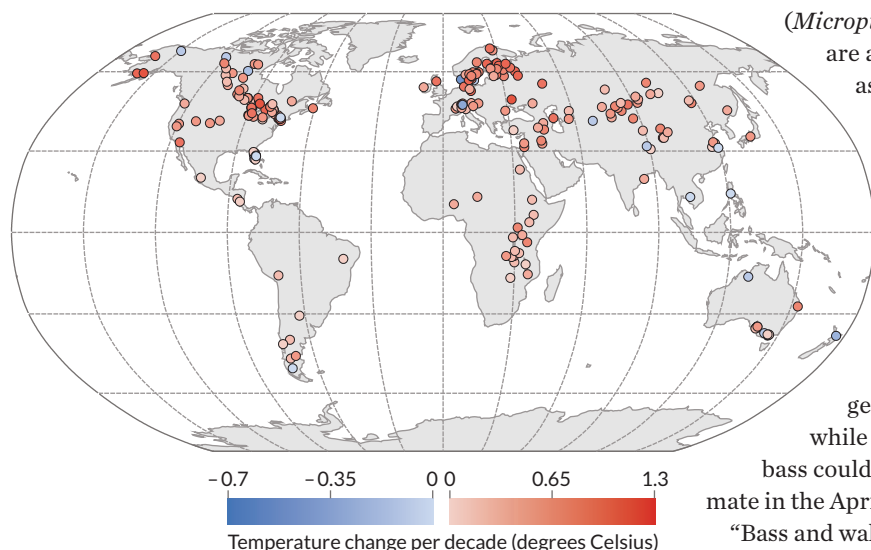 (Micropt
are a
as
ge
while
bass could
mate in the Apri
“Bass and wal
−0.7 −0.35 0 0 0.65 1.3
Temperature change per decade (degrees Celsius)